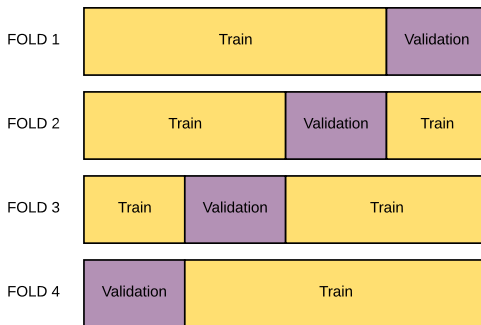 FOLD 1 Train Validation
FOLD 2 Train Validation Train
FOLD 3 Train Validation Train
FOLD 4 Validation Train